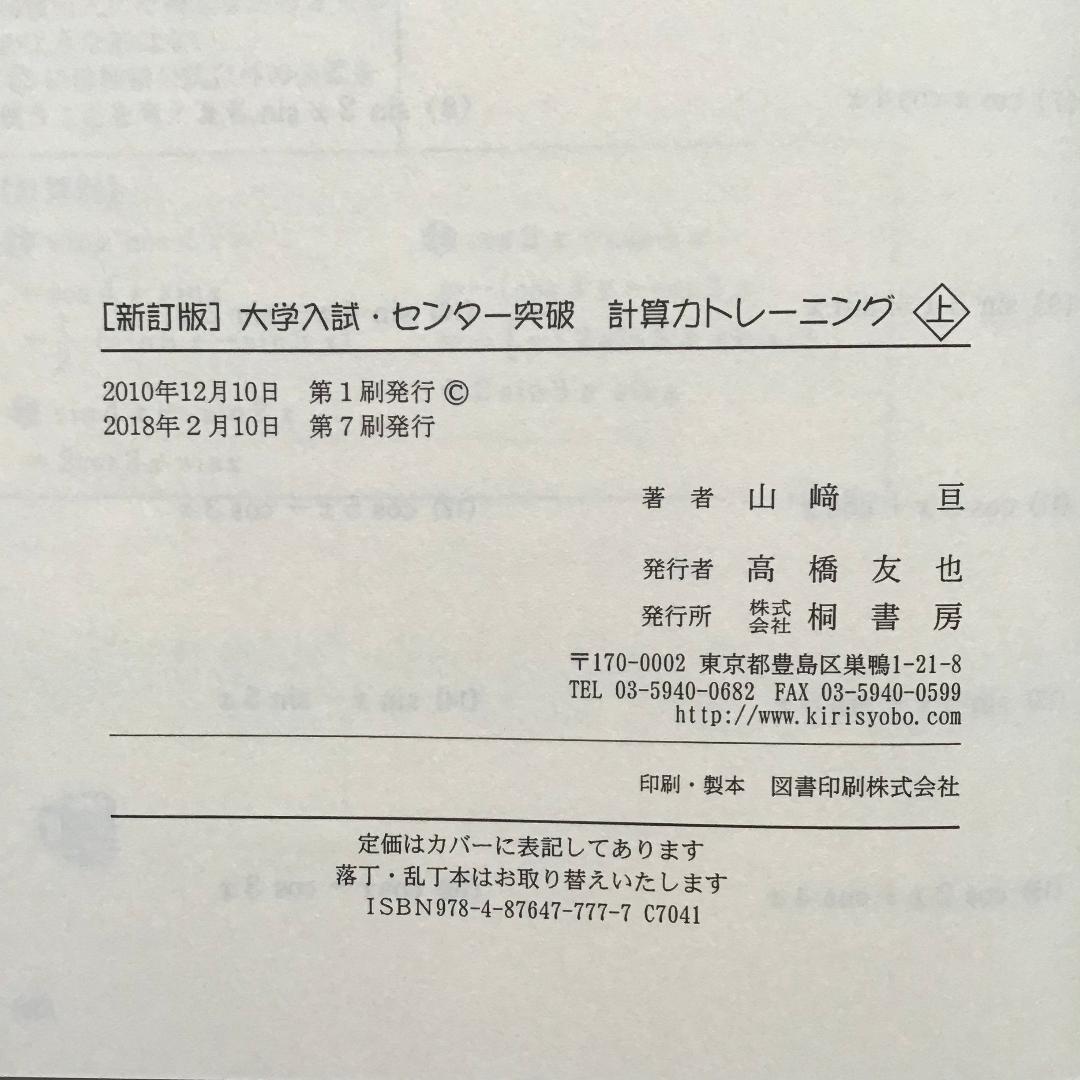 [新訂版] 大学入試・センター突破　計算力トレーニング 上
2010年12月10日　第1刷発行 ©
2018年2月10日　第7刷発行
著　者　山　﨑　　亘
発行者　高　橋　友　也
発行所　株式会社 桐　書　房
〒170-0002 東京都豊島区巣鴨1-21-8
TEL 03-5940-0682 FAX 03-5940-0599
http://www.kirisyobo.com
印刷・製本　図書印刷株式会社
定価はカバーに表記してあります
落丁・乱丁本はお取り替えいたします
ISBN978-4-87647-777-7 C7041